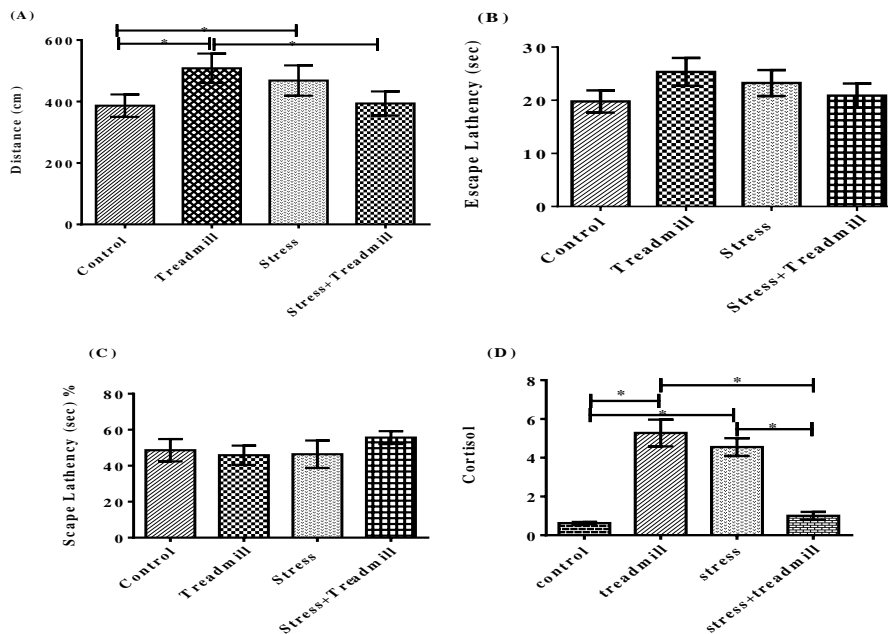 (A)
*
*
*
600
400
200
0
Distance (cm)
Control
Treadmill
Stress
Stress+Treadmill
(B)
30
20
10
0
Escape Lathency (sec)
Control
Treadmill
Stress
Stress+Treadmill
(C)
80
60
40
20
0
Scape Lathency (sec) %
Control
Treadmill
Stress
Stress+Treadmill
(D)
*
*
*
*
8
6
4
2
0
Cortisol
control
treadmill
stress
stress+treadmill